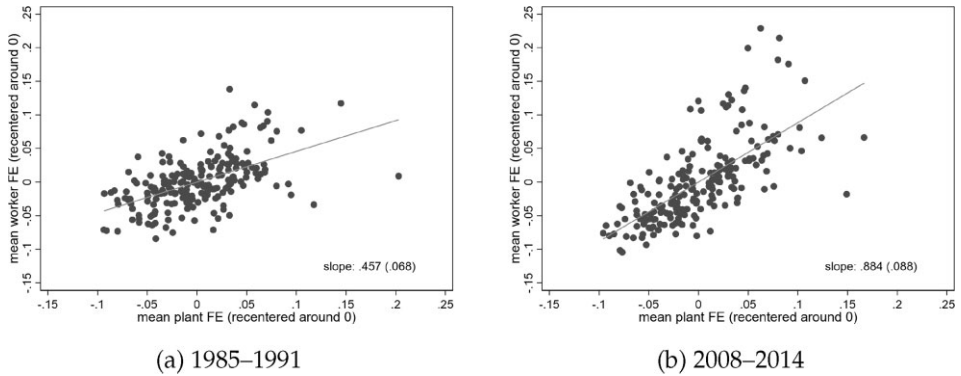 mean worker FE (recentered around 0)
.25
.2
.15
.1
.05
0
-.05
-.1
-.15
slope: .457 (.068)
-.15 -.1 -.05 0 .05 .1 .15 .2 .25
mean plant FE (recentered around 0)
(a) 1985–1991
mean worker FE (recentered around 0)
.25
.2
.15
.1
.05
0
-.05
-.1
-.15
slope: .884 (.088)
-.15 -.1 -.05 0 .05 .1 .15 .2 .25
mean plant FE (recentered around 0)
(b) 2008–2014